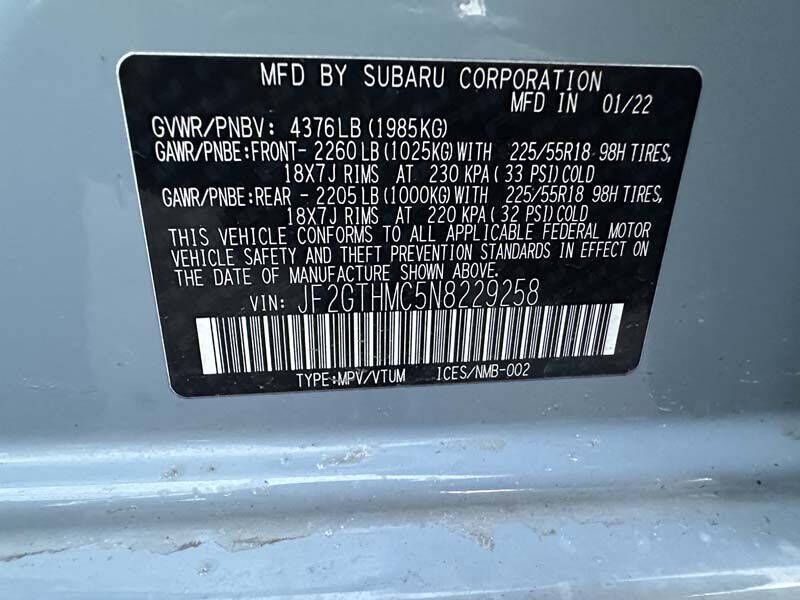 MFD BY SUBARU CORPORATION
MFD IN 01/22
GVWR/PNBV: 4376LB (1985KG)
GAWR/PNBE:FRONT- 2260 LB (1025KG) WITH 225/55R18 98H TIRES,
18X7J RIMS AT 230 KPA ( 33 PSI) COLD
GAWR/PNBE:REAR - 2205 LB (1000KG) WITH 225/55R18 98H TIRES,
18X7J RIMS AT 220 KPA ( 32 PSI) COLD
THIS VEHICLE CONFORMS TO ALL APPLICABLE FEDERAL MOTOR
VEHICLE SAFETY AND THEFT PREVENTION STANDARDS IN EFFECT ON
THE DATE OF MANUFACTURE SHOWN ABOVE.
VIN: JF2GTHMC5N8229258
TYPE:MPV/VTUM ICES/NMB-002